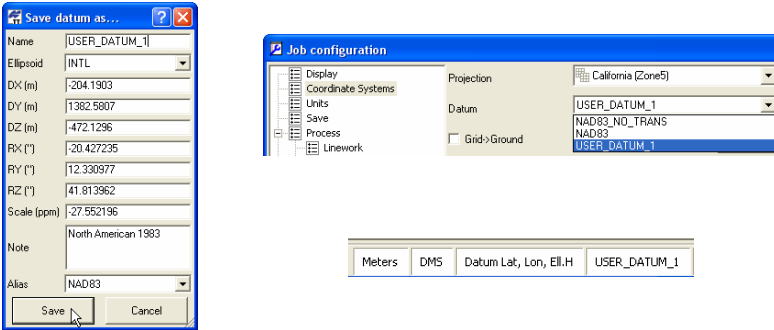 Save datum as...
Name USER_DATUM_1
Ellipsoid INTL
DX (m) -204.1903
DY (m) 1382.5807
DZ (m) -472.1296
RX (") -20.427235
RY (") 12.330977
RZ (") 41.813962
Scale (ppm) -27.552196
Note North American 1983
Alias NAD83
Save Cancel
Job configuration
Display
Coordinate Systems
Units
Save
Process
Linework
Projection California (Zone5)
Datum USER_DATUM_1
NAD83_NO_TRANS
NAD83
USER_DATUM_1
Grid->Ground
Meters DMS Datum Lat, Lon, Ell.H USER_DATUM_1